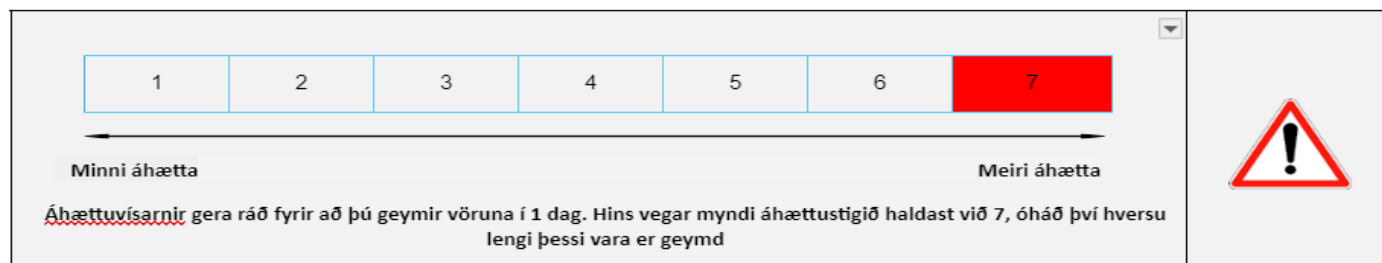 1 2 3 4 5 6 7
Minni áhætta Meiri áhætta
Áhættuvísarnir gera ráð fyrir að þú geymir vöruna í 1 dag. Hins vegar myndi áhættustigið haldast við 7, óháð því hversu
lengi þessi vara er geymd